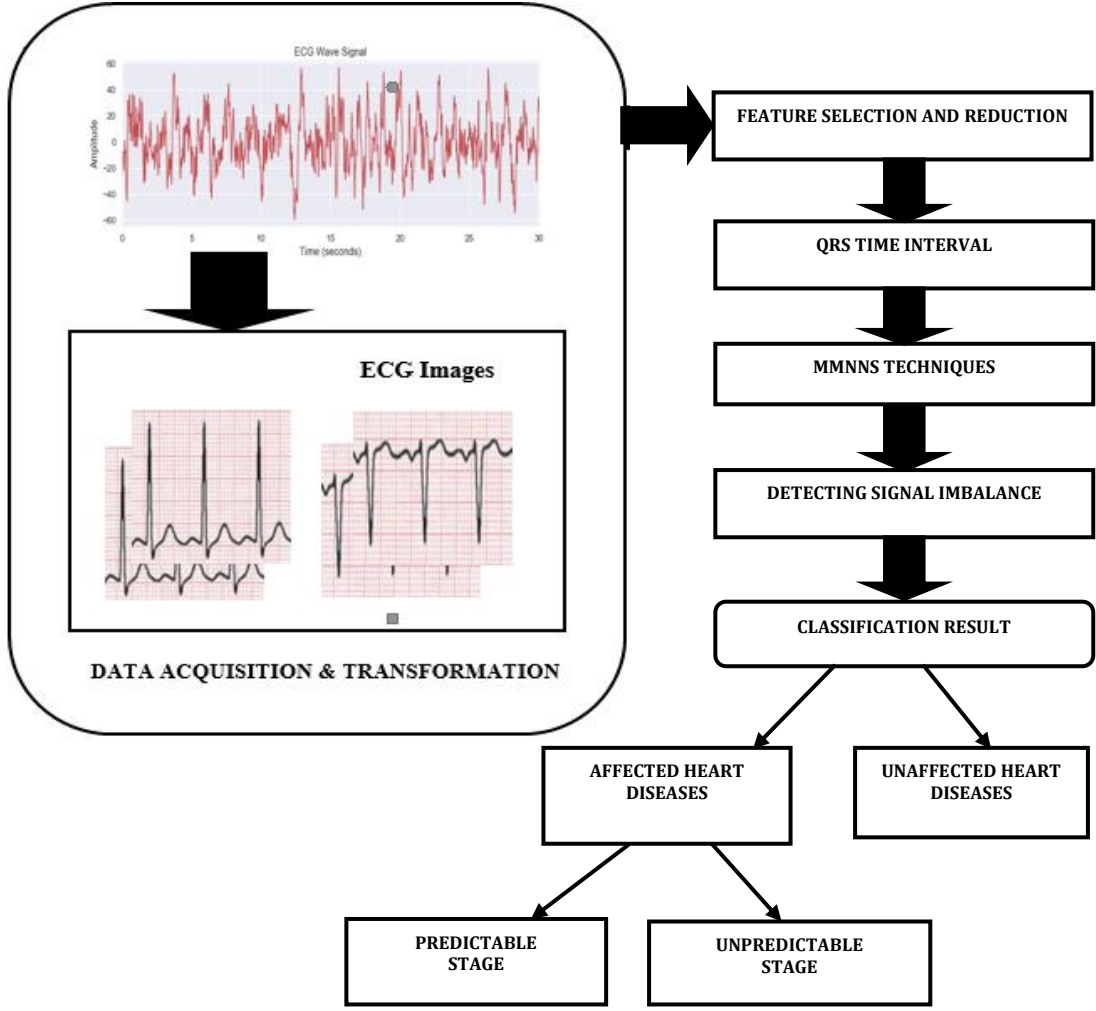 ECG Wave Signal
60
40
20
0
-20
-40
-60
Amplitude
0 5 10 15 20 25 30
Time (seconds)
ECG Images
DATA ACQUISITION & TRANSFORMATION
FEATURE SELECTION AND REDUCTION
QRS TIME INTERVAL
MMNNS TECHNIQUES
DETECTING SIGNAL IMBALANCE
CLASSIFICATION RESULT
AFFECTED HEART
DISEASES
UNAFFECTED HEART
DISEASES
PREDICTABLE
STAGE
UNPREDICTABLE
STAGE